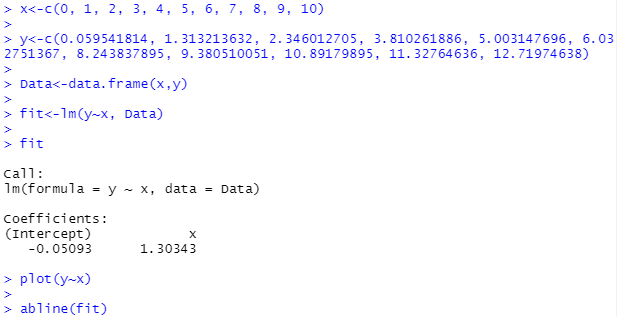 > x<-c(0, 1, 2, 3, 4, 5, 6, 7, 8, 9, 10)
>
> y<-c(0.059541814, 1.313213632, 2.346012705, 3.810261886, 5.003147696, 6.03
2751367, 8.243837895, 9.380510051, 10.89179895, 11.32764636, 12.71974638)
>
> Data<-data.frame(x,y)
>
> fit<-lm(y~x, Data)
>
> fit

Call:
lm(formula = y ~ x, data = Data)

Coefficients:
(Intercept)            x
   -0.05093      1.30343

> plot(y~x)
>
> abline(fit)